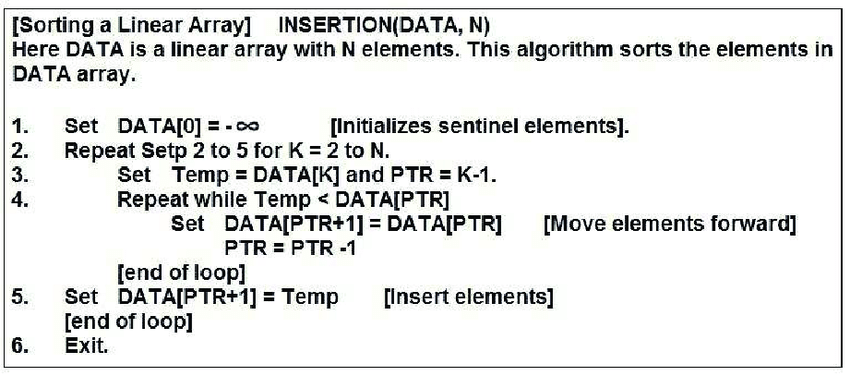 [Sorting a Linear Array] INSERTION(DATA, N)
Here DATA is a linear array with N elements. This algorithm sorts the elements in
DATA array.
1. Set DATA[0] = - ∞ [Initializes sentinel elements].
2. Repeat Setp 2 to 5 for K = 2 to N.
3. Set Temp = DATA[K] and PTR = K-1.
4. Repeat while Temp < DATA[PTR]
Set DATA[PTR+1] = DATA[PTR] [Move elements forward]
PTR = PTR -1
[end of loop]
5. Set DATA[PTR+1] = Temp [Insert elements]
[end of loop]
6. Exit.